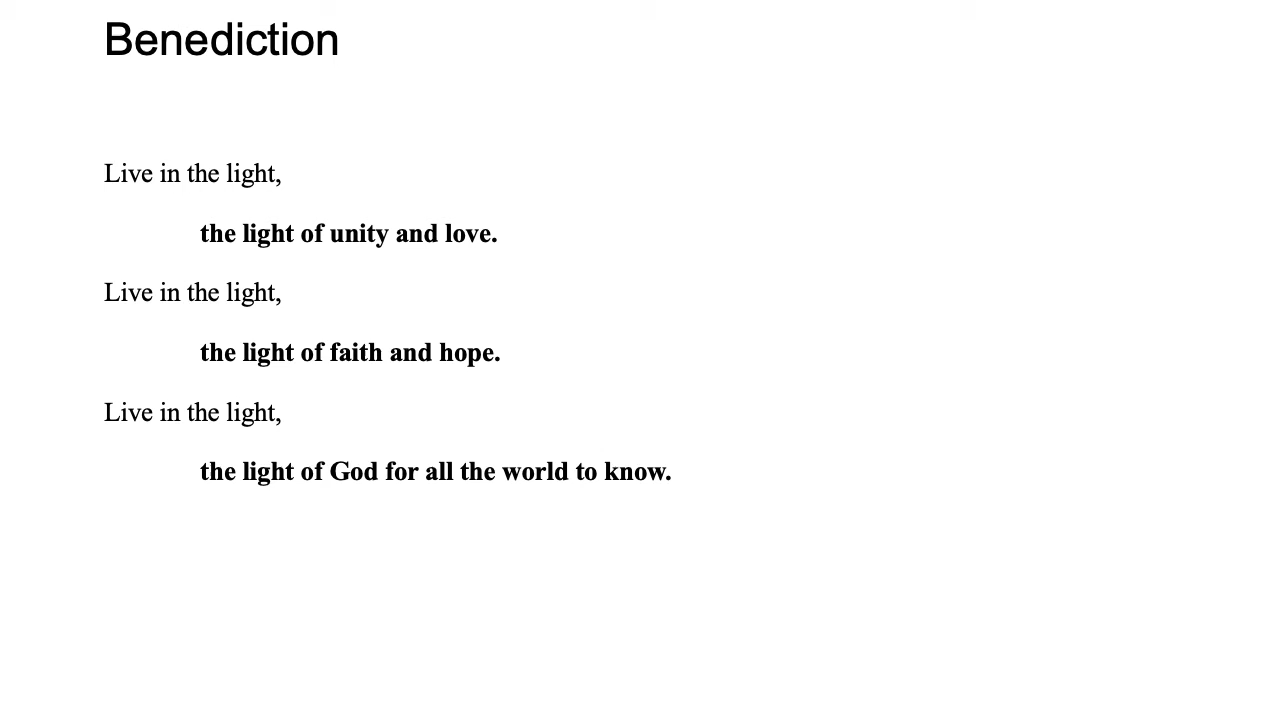 Benediction
Live in the light,
the light of unity and love.
Live in the light,
the light of faith and hope.
Live in the light,
the light of God for all the world to know.